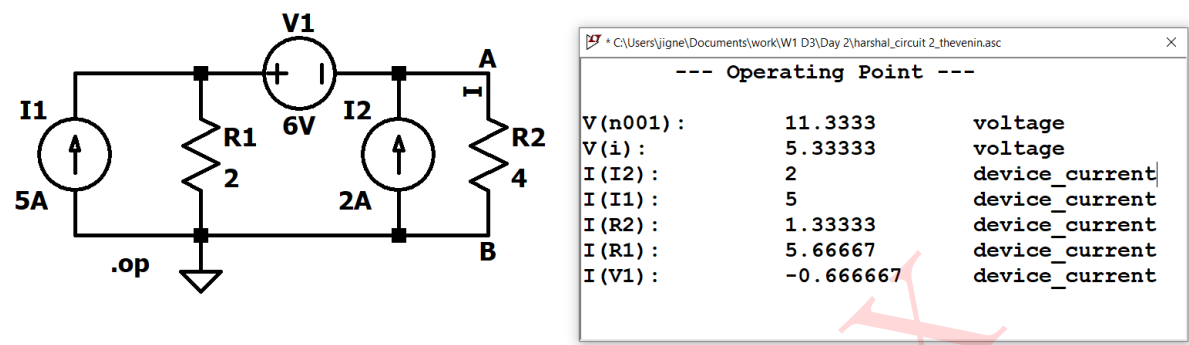 V1
A
I
I1
I2
6V
R1
R2
2
4
5A
2A
B
.op
* C:\Users\jigne\Documents\work\W1 D3\Day 2\harshal_circuit 2_thevenin.asc
--- Operating Point ---
V(n001): 11.3333 voltage
V(i): 5.33333 voltage
I(I2): 2 device_current
I(I1): 5 device_current
I(R2): 1.33333 device_current
I(R1): 5.66667 device_current
I(V1): -0.666667 device_current